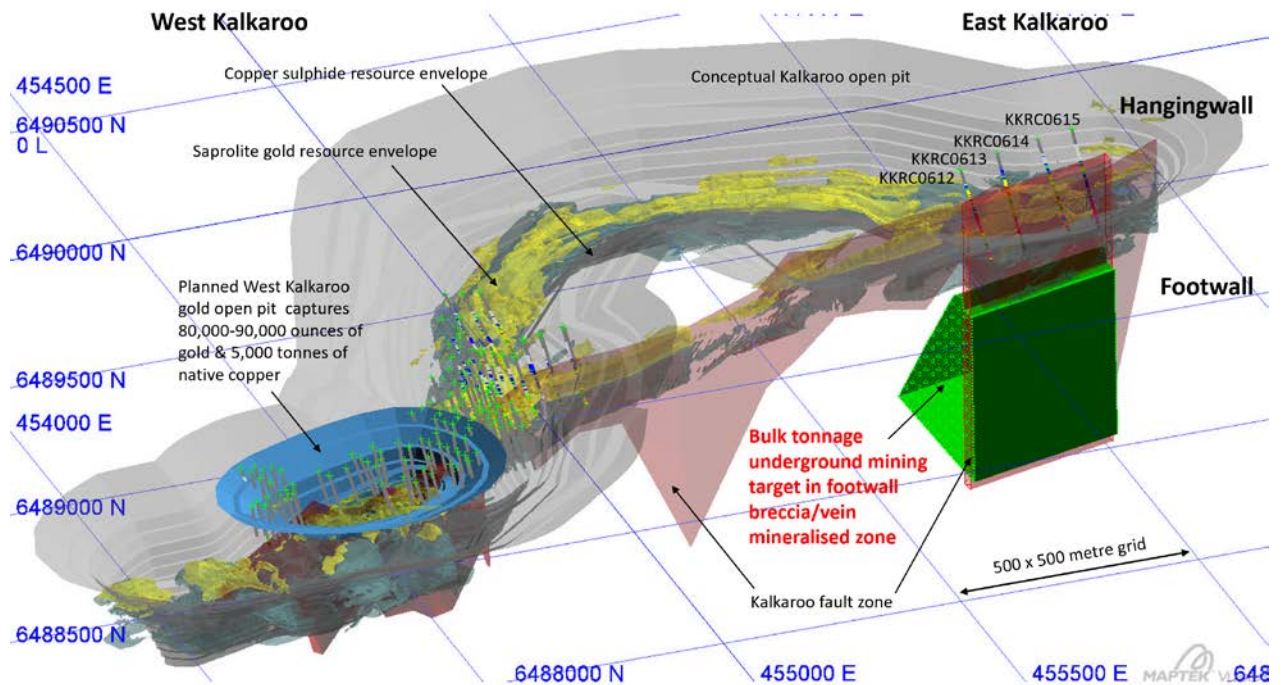 West Kalkaroo
East Kalkaroo
Copper sulphide resource envelope
Conceptual Kalkaroo open pit
454500 E
6490500 N
0 L
Hangingwall
KKRC0615
KKRC0614
KKRC0613
KKRC0612
Saprolite gold resource envelope
6490000 N
Planned West Kalkaroo
gold open pit captures
80,000-90,000 ounces of
gold & 5,000 tonnes of
native copper
Footwall
6489500 N
454000 E
Bulk tonnage
underground mining
target in footwall
breccia/vein
mineralised zone
6489000 N
500 x 500 metre grid
Kalkaroo fault zone
6488500 N
6488000 N
455000 E
455500 E
648
MAPTEK